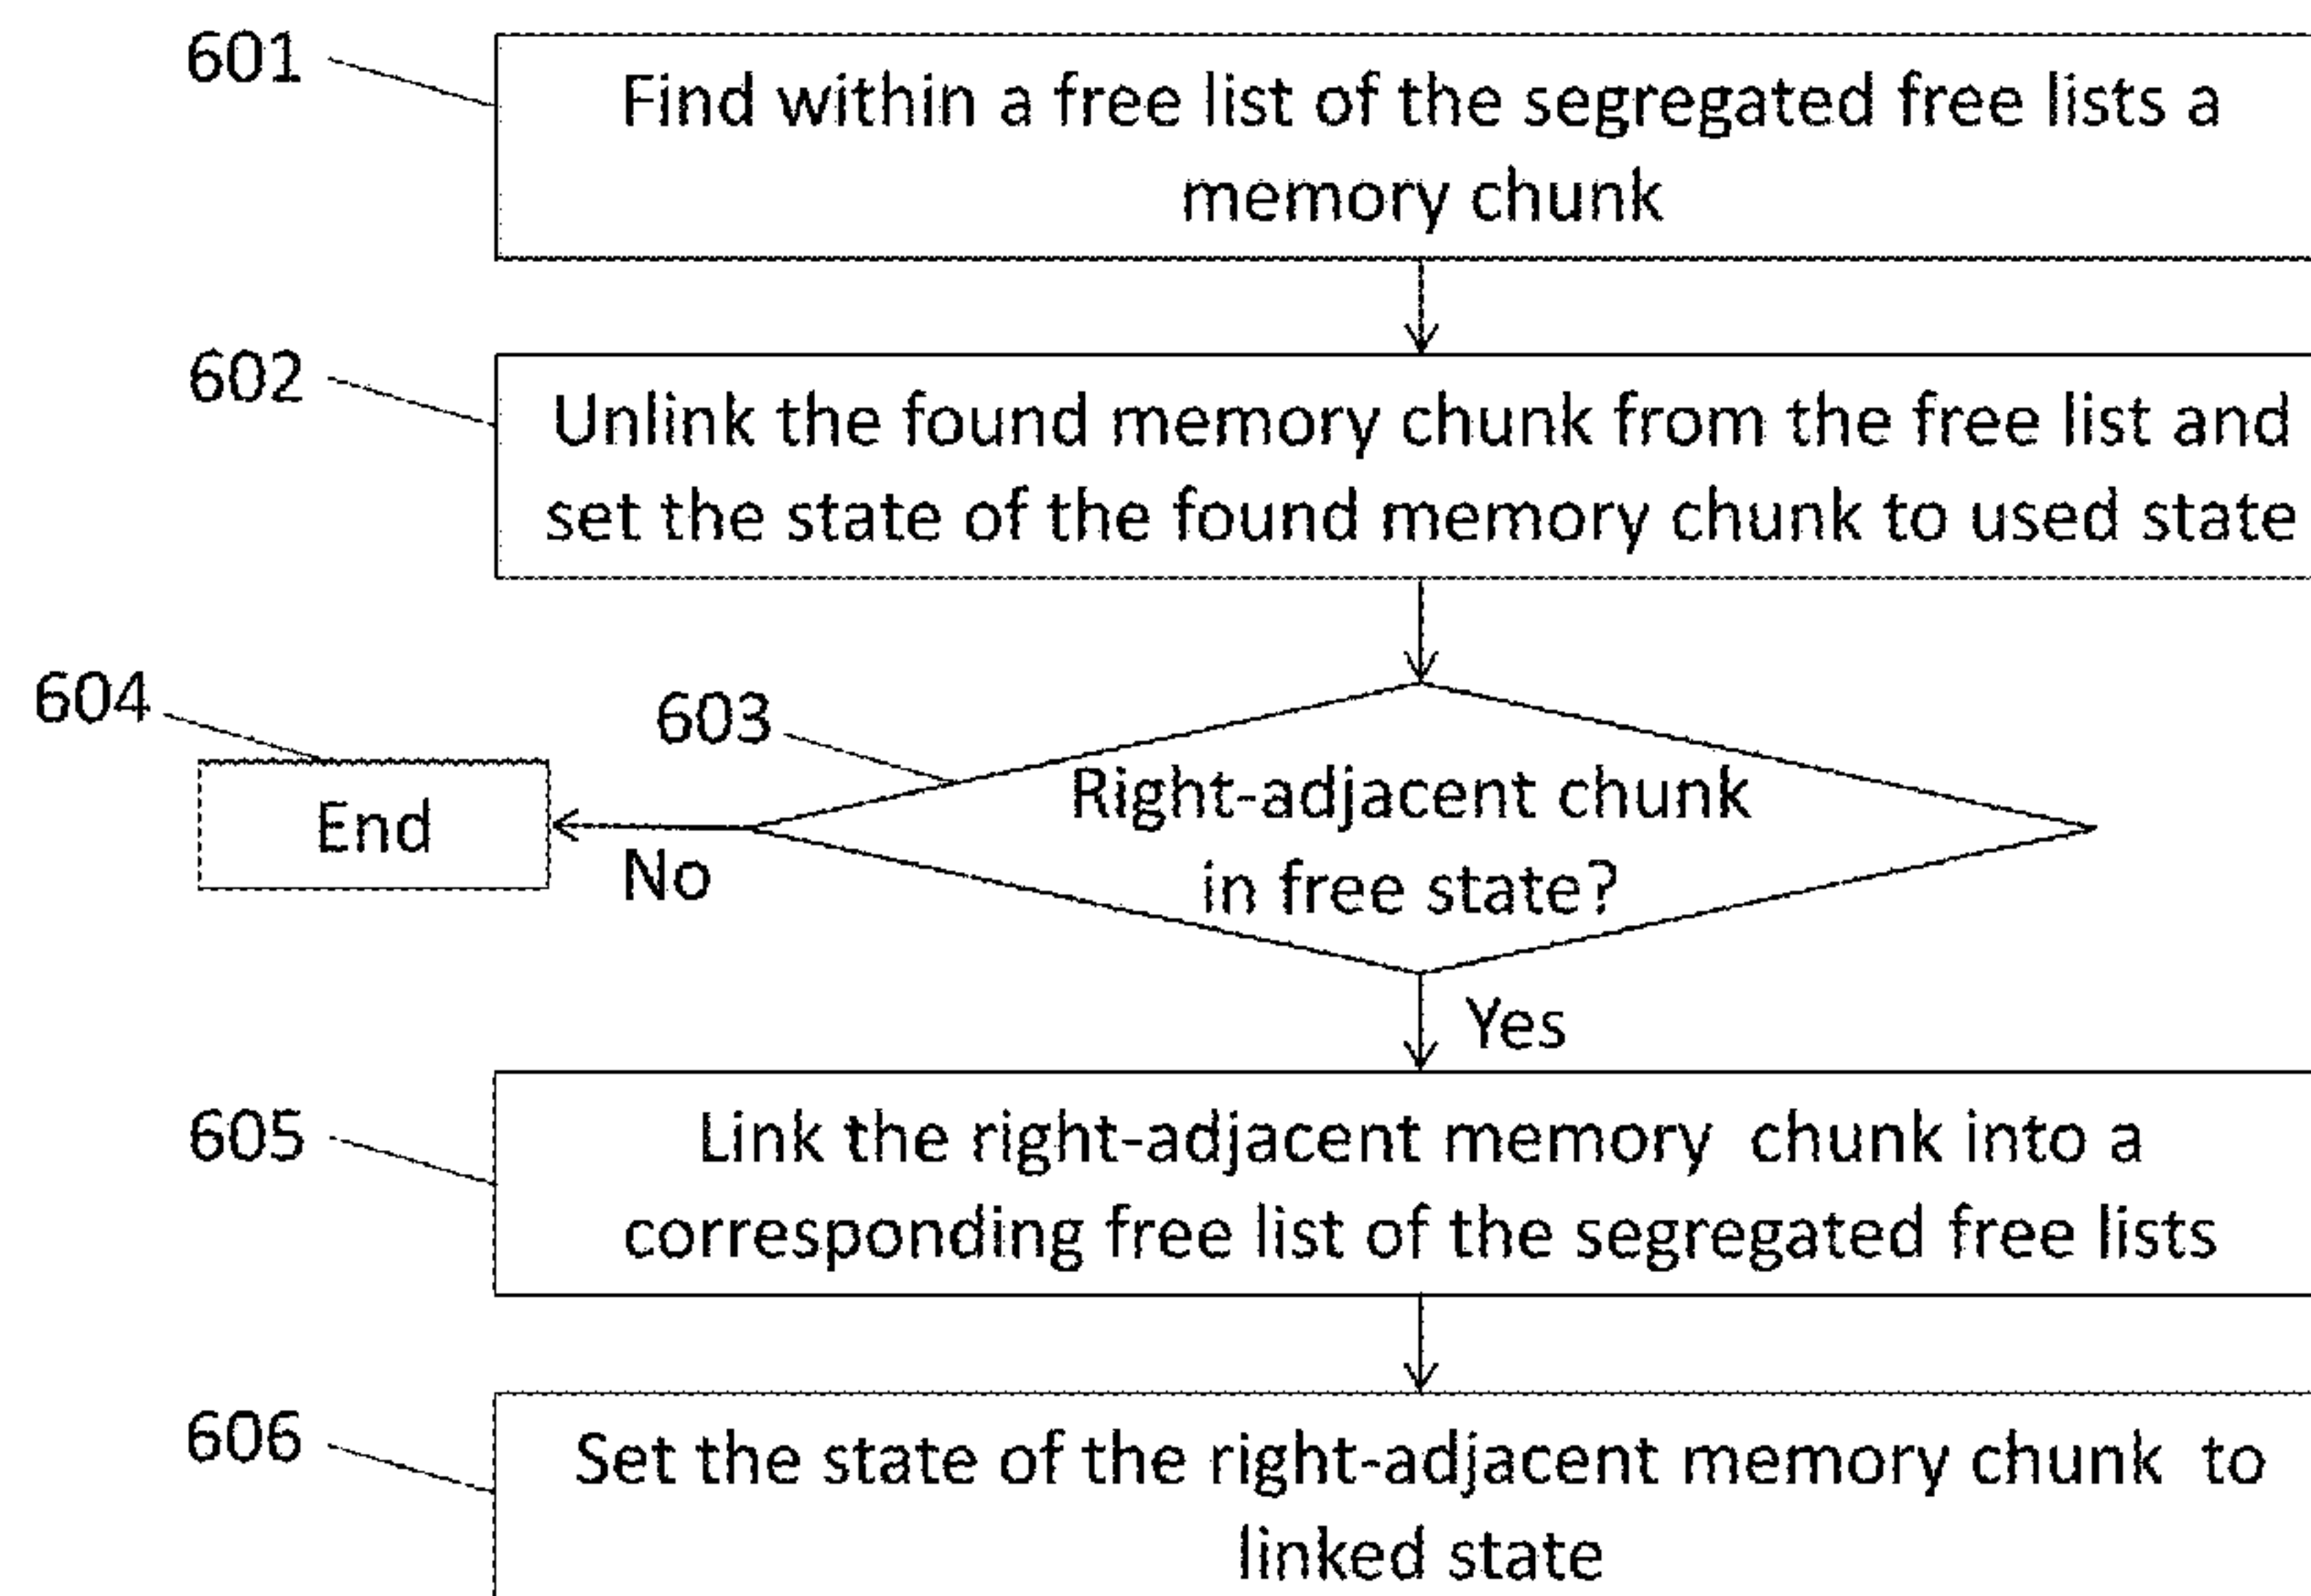 601
Find within a free list of the segregated free lists a
memory chunk
602
Unlink the found memory chunk from the free list and
set the state of the found memory chunk to used state
604
603
End
No
Right-adjacent chunk
in free state?
Yes
605
Link the right-adjacent memory chunk into a
corresponding free list of the segregated free lists
606
Set the state of the right-adjacent memory chunk to
linked state